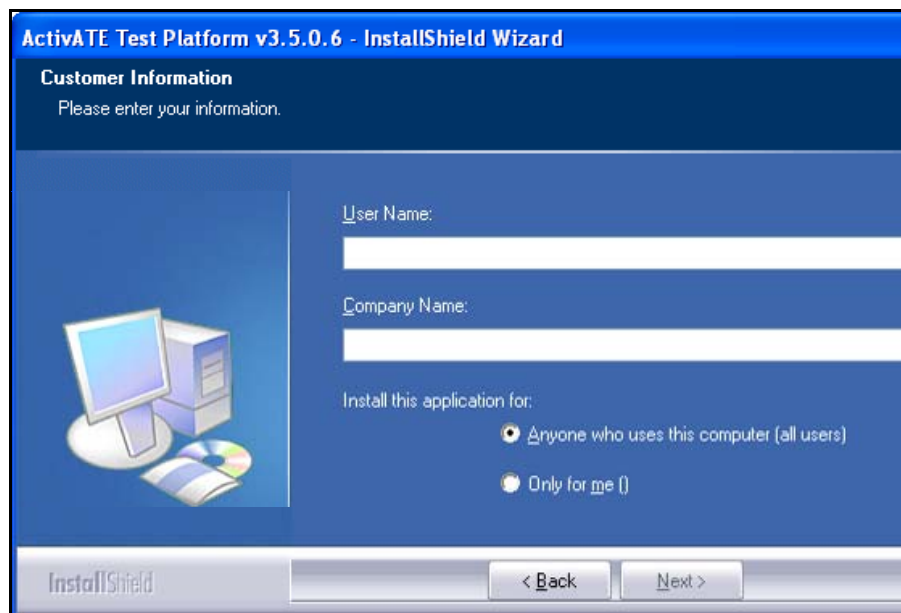 ActivATE Test Platform v3.5.0.6 - InstallShield Wizard
Customer Information
Please enter your information.
User Name:
Company Name:
Install this application for:
Anyone who uses this computer (all users)
Only for me ()
InstallShield
< Back
Next >